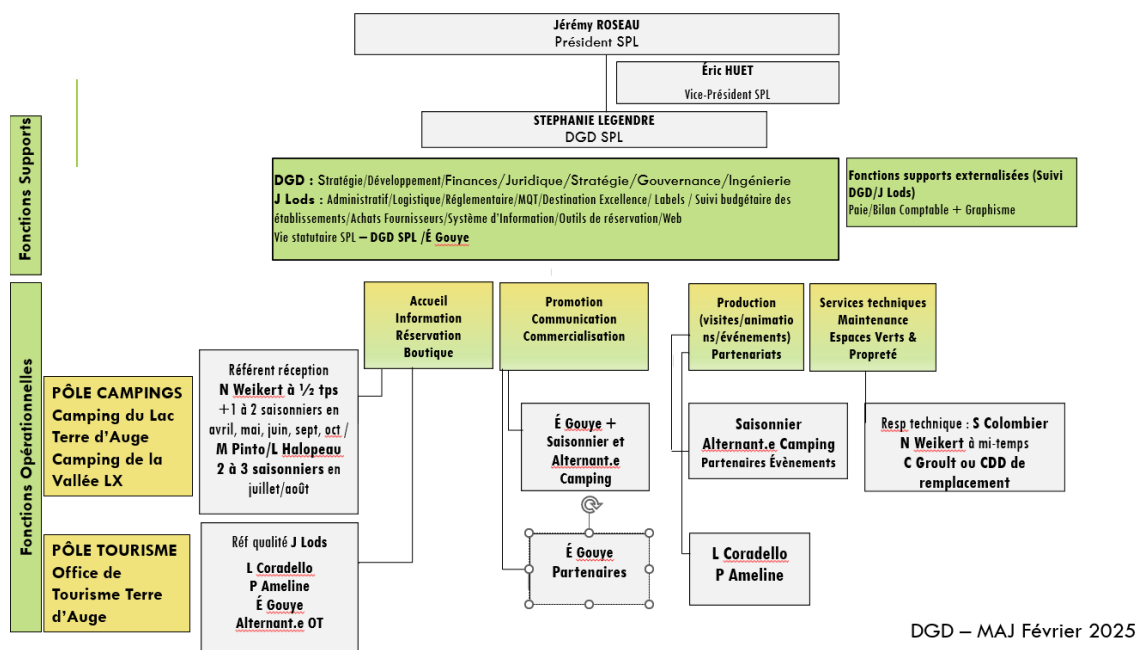 Jérémy ROSEAU
Président SPL
Éric HUET
Vice-Président SPL
STEPHANIE LEGENDRE
DGD SPL
Fonctions Supports
DGD : Stratégie/Développement/Finances/Juridique/Stratégie/Gouvernance/Ingénierie
J Lods : Administratif/Logistique/Réglementaire/MQT/Destination Excellence/ Labels / Suivi budgétaire des
établissements/Achats Fournisseurs/Système d'Information/Outils de réservation/Web
Vie statutaire SPL – DGD SPL /É Gouye
Fonctions supports externalisées (Suivi
DGD/J Lods)
Paie/Bilan Comptable + Graphisme
Fonctions Opérationnelles
Accueil
Information
Réservation
Boutique
Promotion
Communication
Commercialisation
Production
(visites/animatio
ns/événements)
Partenariats
Services techniques
Maintenance
Espaces Verts &
Propreté
PÔLE CAMPINGS
Camping du Lac
Terre d'Auge
Camping de la
Vallée LX
Référent réception
N Weikert à ½ tps
+1 à 2 saisonniers en
avril, mai, juin, sept, oct /
M Pinto/L Halopeau
2 à 3 saisonniers en
juillet/août
É Gouye +
Saisonnier et
Alternant.e
Camping
Saisonnier
Alternant.e Camping
Partenaires Évènements
Resp technique : S Colombier
N Weikert à mi-temps
C Groult ou CDD de
remplacement
PÔLE TOURISME
Office de
Tourisme Terre
d'Auge
Réf qualité J Lods
L Coradello
P Ameline
É Gouye
Alternant.e OT
É Gouye
Partenaires
L Coradello
P Ameline
DGD – MAJ Février 2025